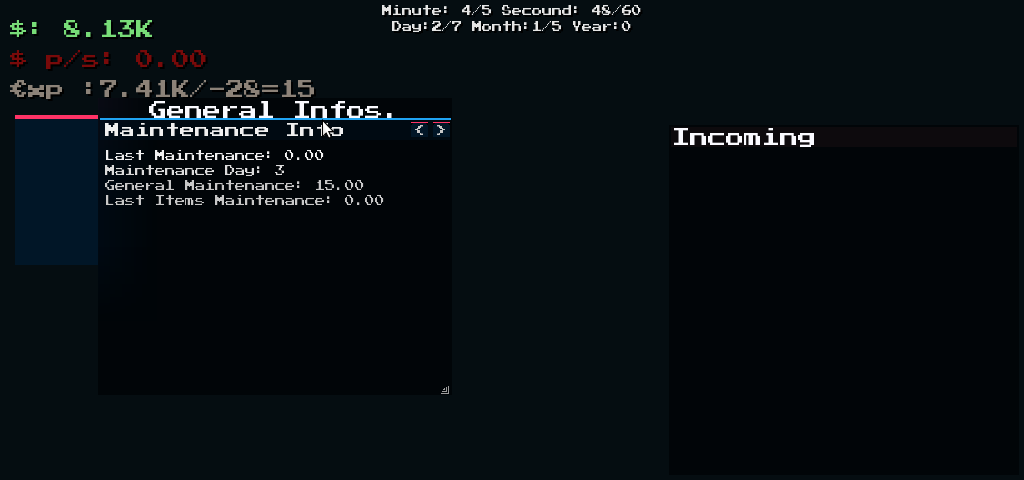 Minute: 4/5 Secound: 48/60
Day:2/7 Month:1/5 Year:0
$: 8.13K
$ p/s: 0.00
€xp :7.41K/-28=15
General Infos.
Maintenance Info
< >
Last Maintenance: 0.00
Maintenance Day: 3
General Maintenance: 15.00
Last Items Maintenance: 0.00
Incoming